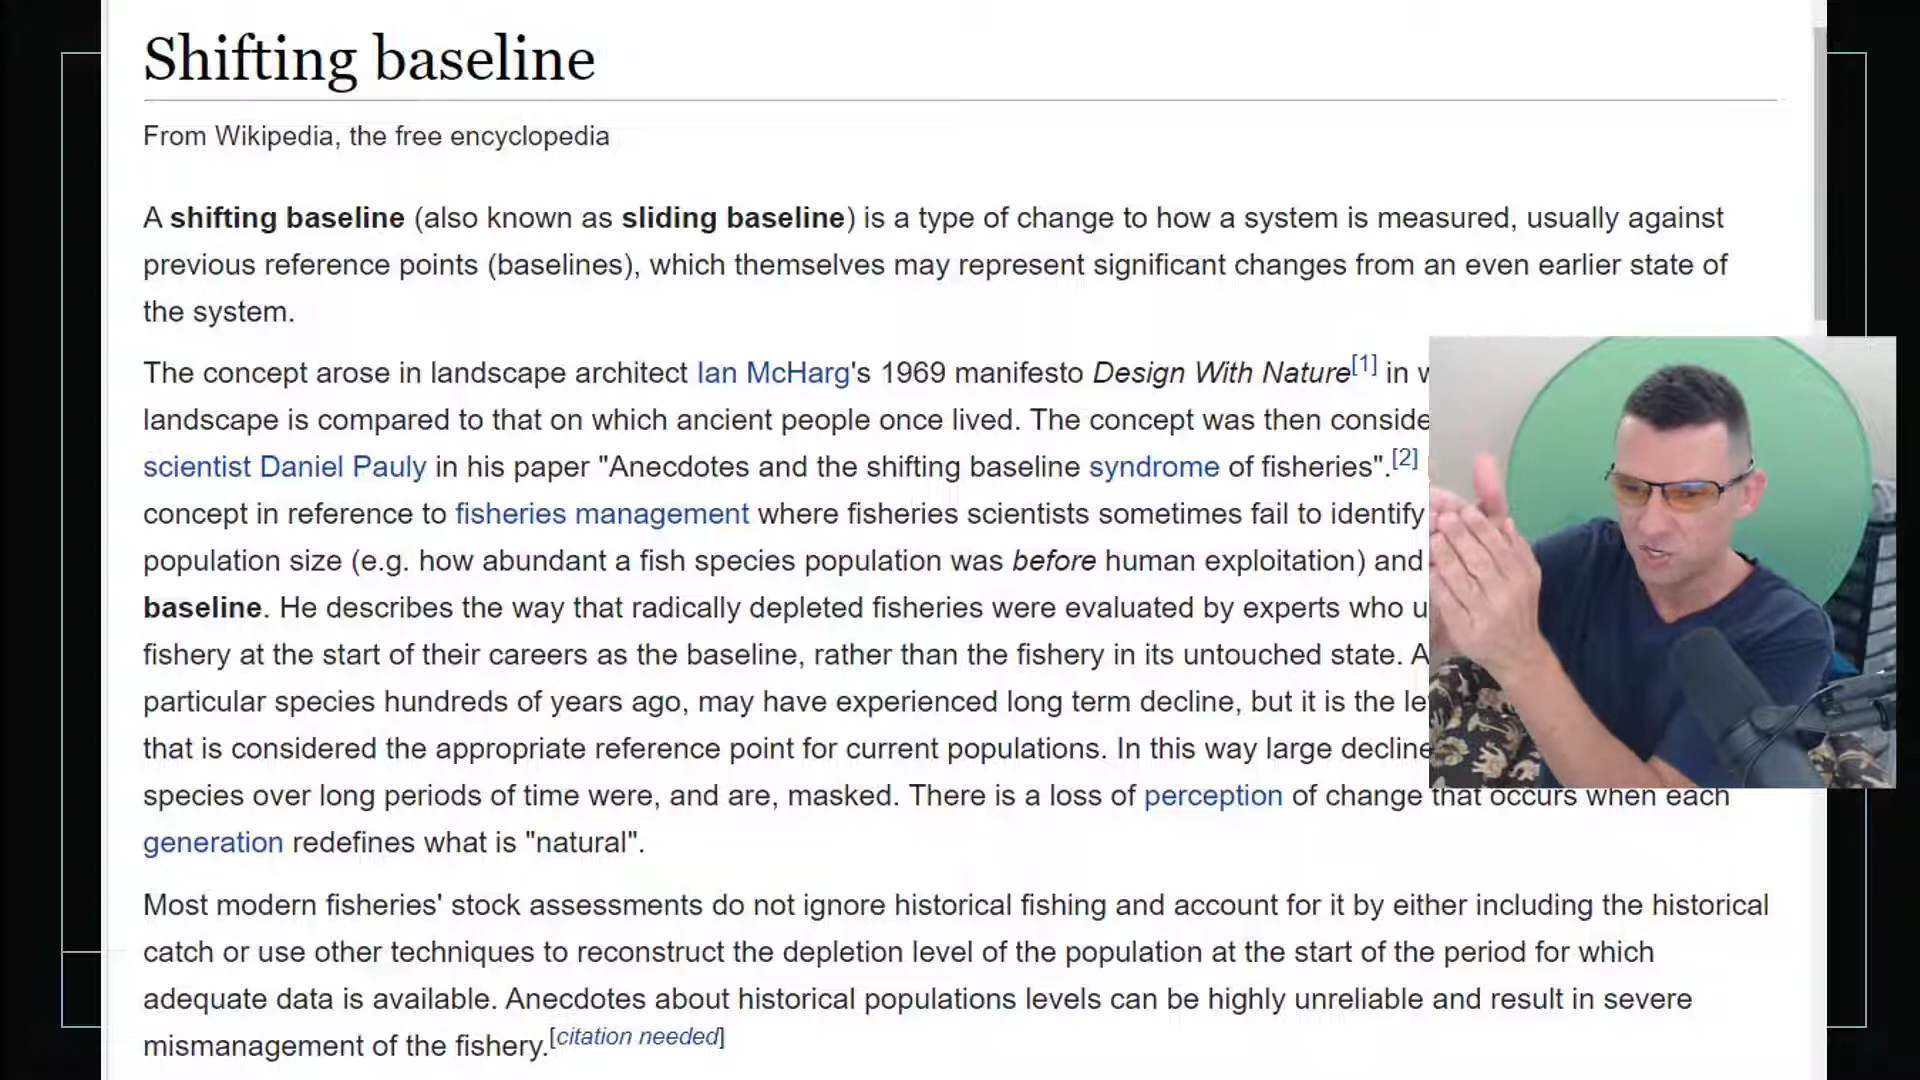 Shifting baseline
From Wikipedia, the free encyclopedia
A shifting baseline (also known as sliding baseline) is a type of change to how a system is measured, usually against
previous reference points (baselines), which themselves may represent significant changes from an even earlier state of
the system.
The concept arose in landscape architect Ian McHarg's 1969 manifesto Design With Nature[1] in
landscape is compared to that on which ancient people once lived. The concept was then
scientist Daniel Pauly in his paper "Anecdotes and the shifting baseline syndrome of fisheries".[2]
concept in reference to fisheries management where fisheries scientists sometimes fail to identify
population size (e.g. how abundant a fish species population was before human exploitation) and
baseline. He describes the way that radically depleted fisheries were evaluated by experts who
fishery at the start of their careers as the baseline, rather than the fishery in its untouched state.
particular species hundreds of years ago, may have experienced long term decline, but it is the
that is considered the appropriate reference point for current populations. In this way large
species over long periods of time were, and are, masked. There is a loss of perception of change that occurs when each
generation redefines what is "natural".
Most modern fisheries' stock assessments do not ignore historical fishing and account for it by either including the historical
catch or use other techniques to reconstruct the depletion level of the population at the start of the period for which
adequate data is available. Anecdotes about historical populations levels can be highly unreliable and result in severe
mismanagement of the fishery.[citation needed]